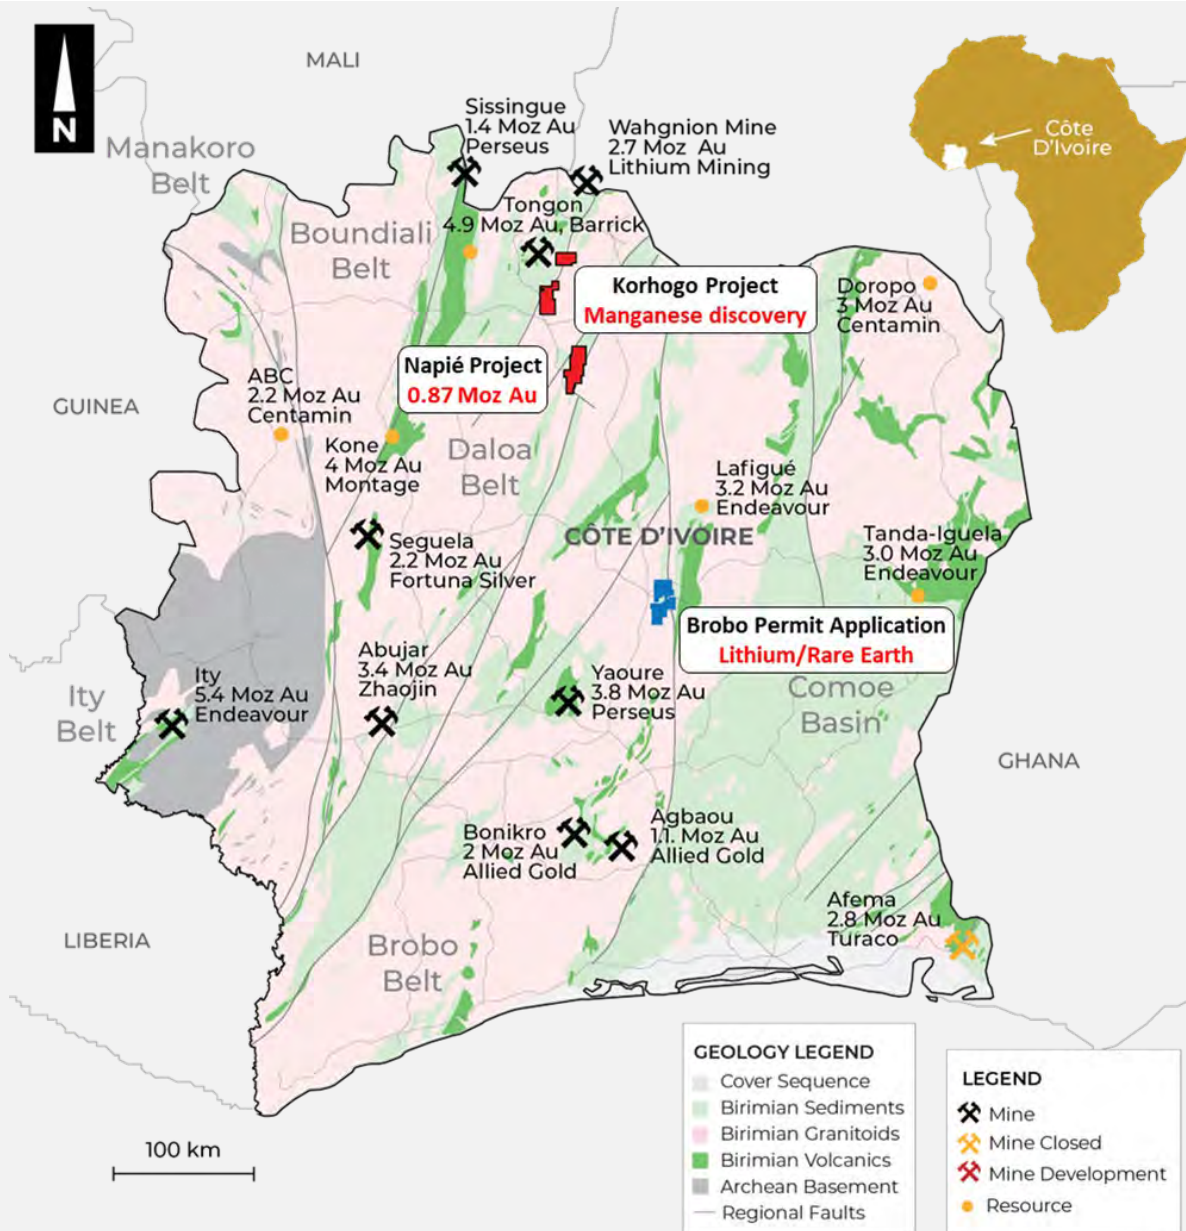 MALI
N
Manakoro
Belt
Sissingue
1.4 Moz Au
Perseus
Wahgnion Mine
2.7 Moz Au
Lithium Mining
Côte
D'Ivoire
Tongon
4.9 Moz Au, Barrick
Boundiali
Belt
Korhogo Project
Manganese discovery
Doropo
3 Moz Au
Centamin
Napié Project
0.87 Moz Au
ABC
2.2 Moz Au
Centamin
GUINEA
Kone
4 Moz Au
Montage
Daloa
Belt
Lafigué
3.2 Moz Au
Endeavour
CÔTE D'IVOIRE
Tanda-Iguela
3.0 Moz Au
Endeavour
Seguela
2.2 Moz Au
Fortuna Silver
Brobo Permit Application
Lithium/Rare Earth
Abujar
3.4 Moz Au
Zhaojin
Ity
5.4 Moz Au
Endeavour
Ity
Belt
Yaoure
3.8 Moz Au
Perseus
Comoe
Basin
GHANA
Bonikro
2 Moz Au
Allied Gold
Agbaou
1.1. Moz Au
Allied Gold
Afema
2.8 Moz Au
Turaco
LIBERIA
Brobo
Belt
GEOLOGY LEGEND
Cover Sequence
Birimian Sediments
Birimian Granitoids
Birimian Volcanics
Archean Basement
Regional Faults
LEGEND
Mine
Mine Closed
Mine Development
Resource
100 km